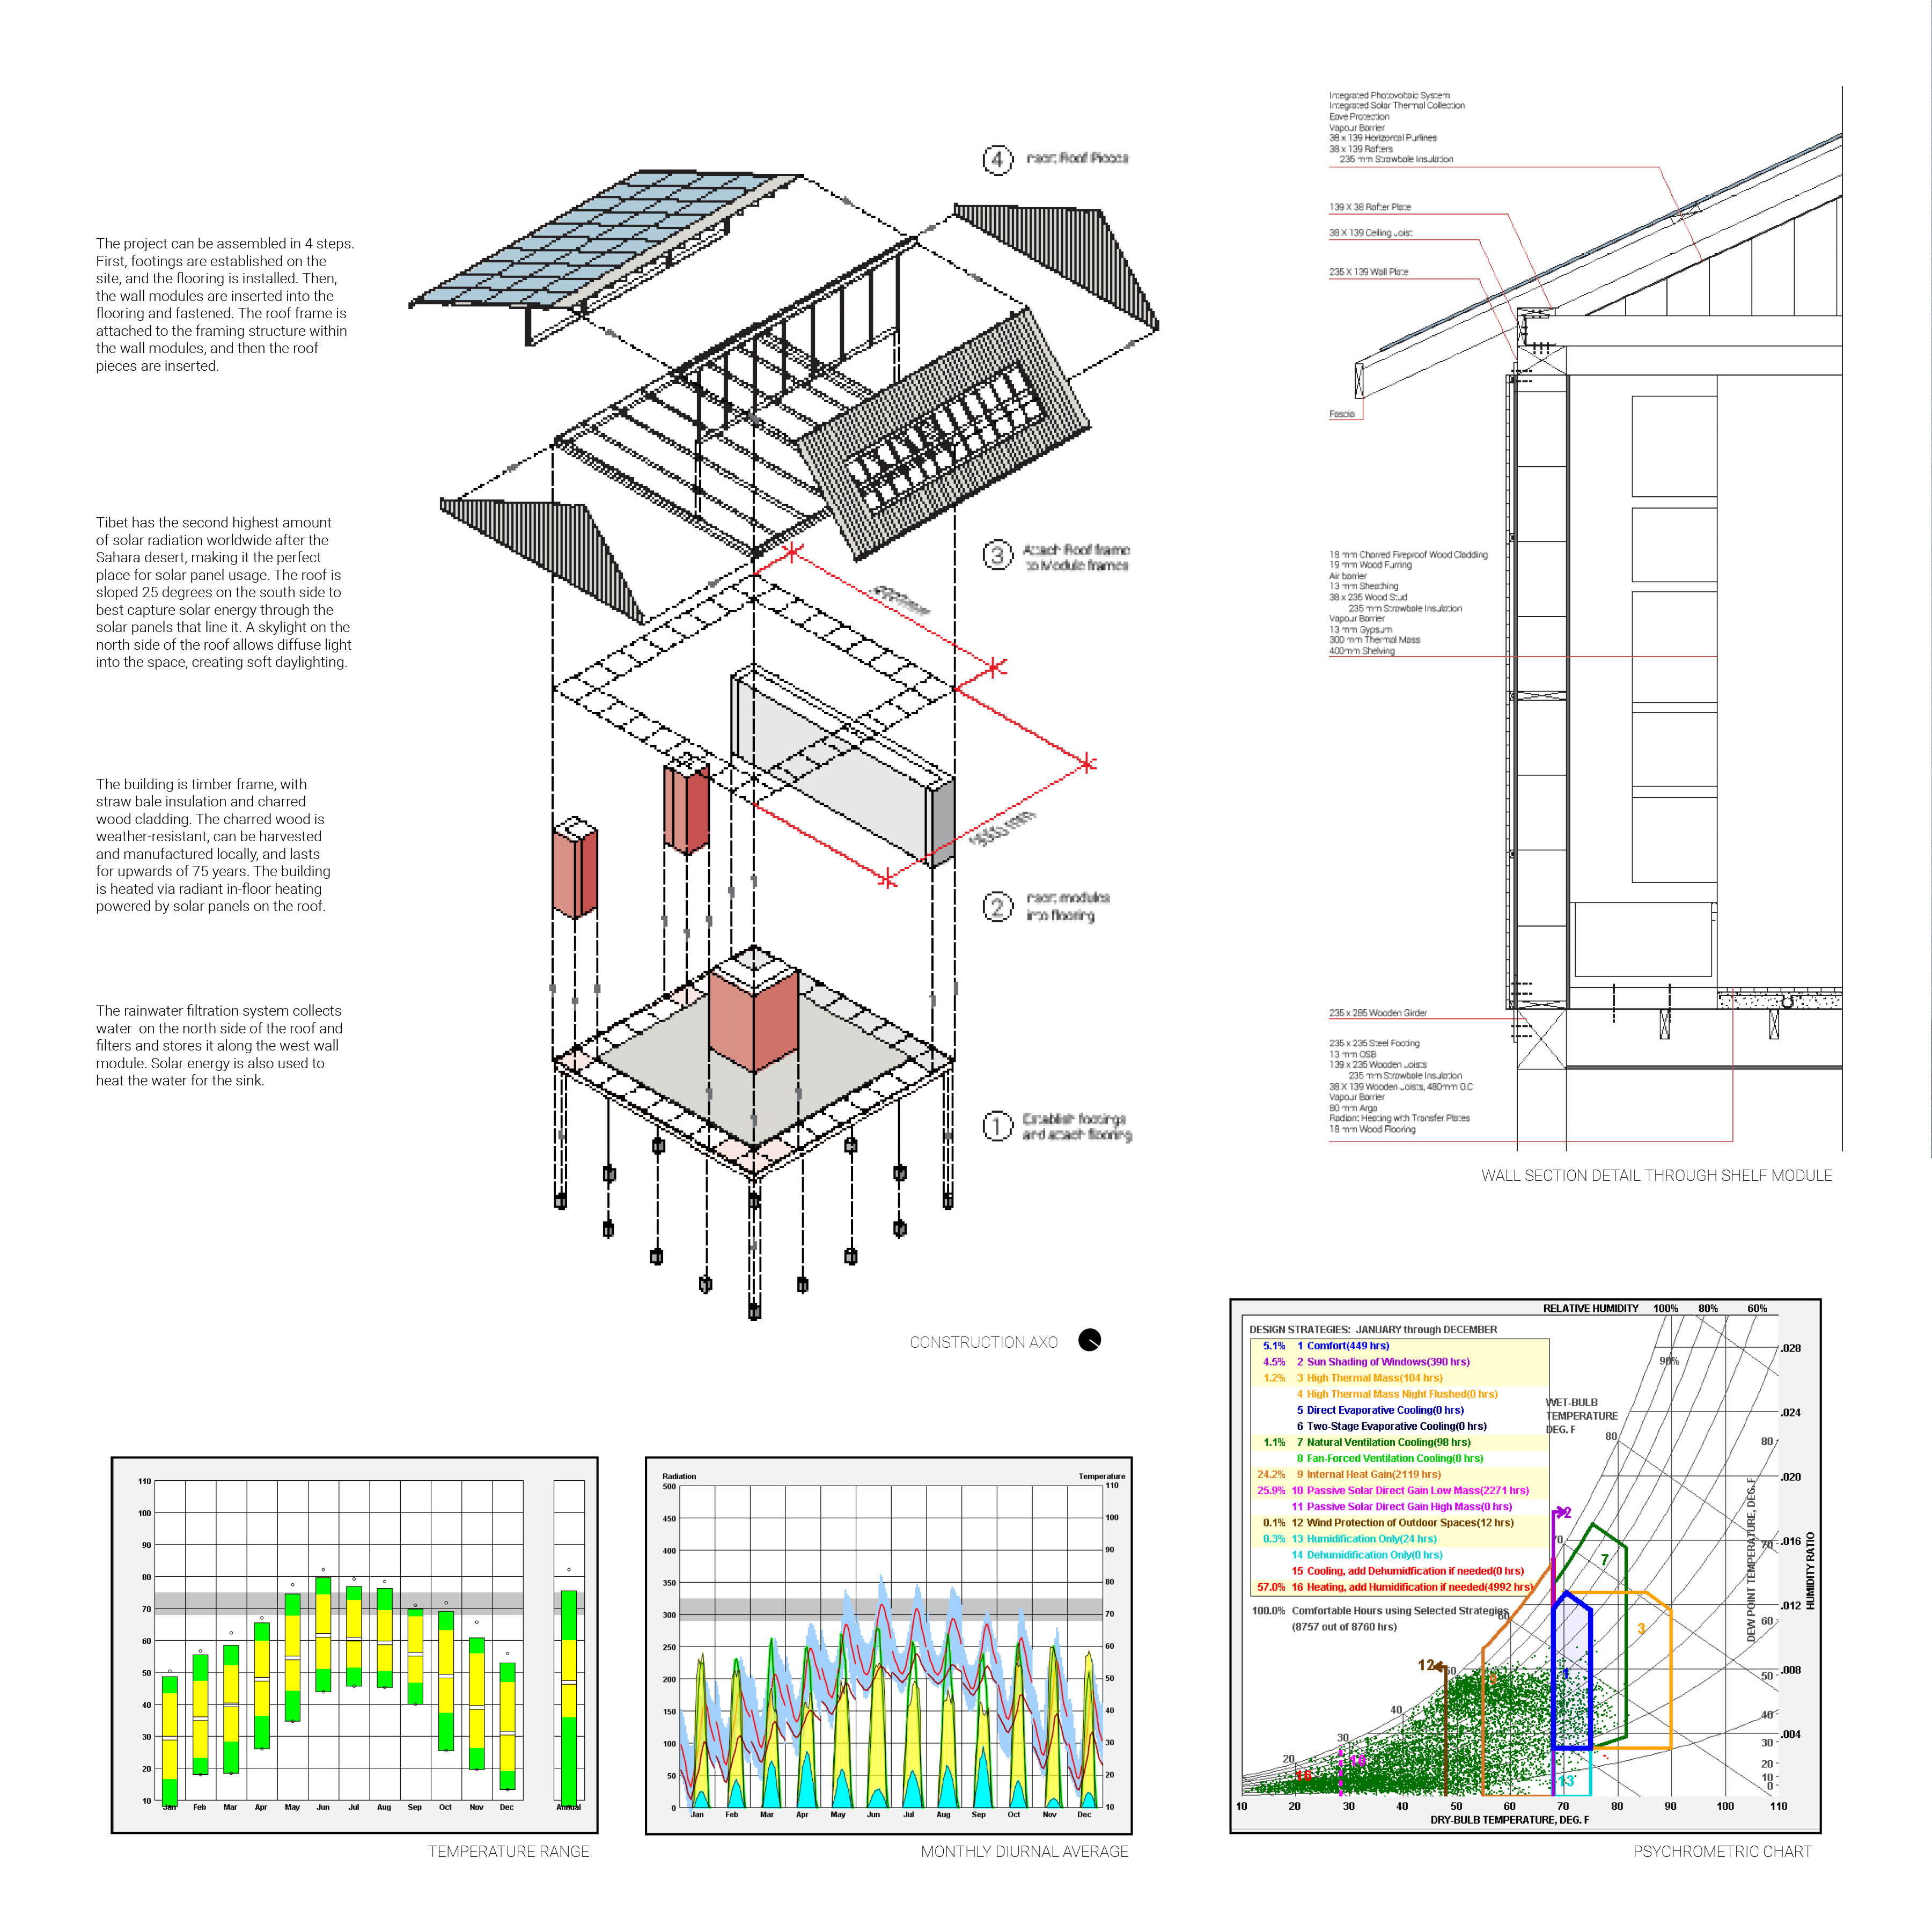 The project can be assembled in 4 steps.
First, footings are established on the
site, and the flooring is installed. Then,
the wall modules are inserted into the
flooring and fastened. The roof frame is
attached to the framing structure within
the wall modules, and then the roof
pieces are inserted.
Tibet has the second highest amount
of solar radiation worldwide after the
Sahara desert, making it the perfect
place for solar panel usage. The roof is
sloped 25 degrees on the south side to
best capture solar energy through the
solar panels that line it. A skylight on the
north side of the roof allows diffuse light
into the space, creating soft daylighting.
The building is timber frame, with
straw bale insulation and charred
wood cladding. The charred wood is
weather-resistant, can be harvested
and manufactured locally, and lasts
for upwards of 75 years. The building
is heated via radiant in-floor heating
powered by solar panels on the roof.
The rainwater filtration system collects
water on the north side of the roof and
filters and stores it along the west wall
module. Solar energy is also used to
heat the water for the sink.
4 Insert Roof Pieces
3 Attach Roof frame
to Module frames
2 Insert modules
into flooring
1 Establish footings
and attach flooring
CONSTRUCTION AXO
Integrated Photovoltaic System
Integrated Solar Thermal Collection
Eave Protection
Vapour Barrier
38 x 139 Horizontal Purlines
38 x 139 Rafters
235 mm Strawbale Insulation
139 X 38 Rafter Plate
38 X 139 Ceiling Joist
235 X 139 Wall Plate
Fascia
18 mm Charred Fireproof Wood Cladding
19 mm Wood Furring
Air barrier
13 mm Sheathing
38 x 235 Wood Stud
235 mm Strawbale Insulation
Vapour Barrier
13 mm Gypsum
300 mm Thermal Mass
400mm Shelving
235 x 285 Wooden Girder
235 x 235 Steel Footing
13 mm OSB
139 x 235 Wooden Joists
235 mm Strawbale Insulation
38 X 139 Wooden Joists, 480mm O.C
Vapour Barrier
80 mm Arga
Radiant Heating with Transfer Plates
18 mm Wood Flooring
WALL SECTION DETAIL THROUGH SHELF MODULE
110
100
90
80
70
60
50
40
30
20
10
Jan Feb Mar Apr May Jun Jul Aug Sep Oct Nov Dec Annual
TEMPERATURE RANGE
Radiation Temperature
500 110
450 100
400 90
350 80
300 70
250 60
200 50
150 40
100 30
50 20
0 10
Jan Feb Mar Apr May Jun Jul Aug Sep Oct Nov Dec
MONTHLY DIURNAL AVERAGE
RELATIVE HUMIDITY 100% 80% 60%
DESIGN STRATEGIES: JANUARY through DECEMBER
5.1% 1 Comfort(449 hrs)
4.5% 2 Sun Shading of Windows(390 hrs)
1.2% 3 High Thermal Mass(104 hrs)
4 High Thermal Mass Night Flushed(0 hrs)
5 Direct Evaporative Cooling(0 hrs)
6 Two-Stage Evaporative Cooling(0 hrs)
1.1% 7 Natural Ventilation Cooling(98 hrs)
8 Fan-Forced Ventilation Cooling(0 hrs)
24.2% 9 Internal Heat Gain(2119 hrs)
25.9% 10 Passive Solar Direct Gain Low Mass(2271 hrs)
11 Passive Solar Direct Gain High Mass(0 hrs)
0.1% 12 Wind Protection of Outdoor Spaces(12 hrs)
0.3% 13 Humidification Only(24 hrs)
14 Dehumidification Only(0 hrs)
15 Cooling, add Dehumidfication if needed(0 hrs)
57.0% 16 Heating, add Humidification if needed(4992 hrs)
100.0% Comfortable Hours using Selected Strategies
(8757 out of 8760 hrs)
90%
WET-BULB
TEMPERATURE
DEG. F
80
70
60
50
40
30
20
2
7
3
1
9
12
16
13
DEW POINT TEMPERATURE, DEG. F
80
70
60
50
40
30
20
10
0
.028
.024
.020
.016
.012
.008
.004
HUMIDITY RATIO
10 20 30 40 50 60 70 80 90 100 110
DRY-BULB TEMPERATURE, DEG. F
PSYCHROMETRIC CHART